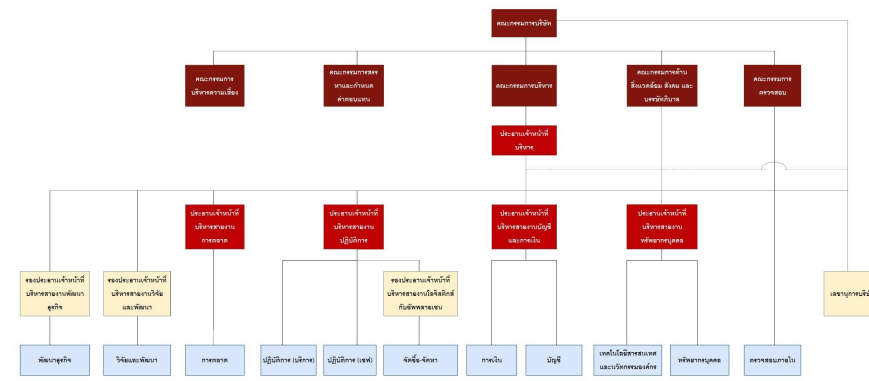 คณะกรรมการบริษัท
คณะกรรมการ
บริหารความเสี่ยง
คณะกรรมการสรร
หาและกำหนด
ค่าตอบแทน
คณะกรรมการบริหาร
คณะกรรมการด้าน
สิ่งแวดล้อม สังคม และ
บรรษัทภิบาล
คณะกรรมการ
ตรวจสอบ
ประธานเจ้าหน้าที่
บริหาร
ประธานเจ้าหน้าที่
บริหารสายงาน
การตลาด
ประธานเจ้าหน้าที่
บริหารสายงาน
ปฏิบัติการ
ประธานเจ้าหน้าที่
บริหารสายงานบัญชี
และการเงิน
ประธานเจ้าหน้าที่
บริหารสายงาน
ทรัพยากรบุคคล
รองประธานเจ้าหน้าที่
บริหารสายงานพัฒนา
ธุรกิจ
รองประธานเจ้าหน้าที่
บริหารสายงานวิจัย
และพัฒนา
รองประธานเจ้าหน้าที่
บริหารสายงานโลจิสติกส์
กับซัพพลายเชน
เลขานุการบริษั
พัฒนาธุรกิจ
วิจัยและพัฒนา
การตลาด
ปฏิบัติการ (บริการ)
ปฏิบัติการ (เชฟ)
จัดซื้อ-จัดหา
การเงิน
บัญชี
เทคโนโลยีสารสนเทศ
และนวัตกรรมองค์กร
ทรัพยากรบุคคล
ตรวจสอบภายใน